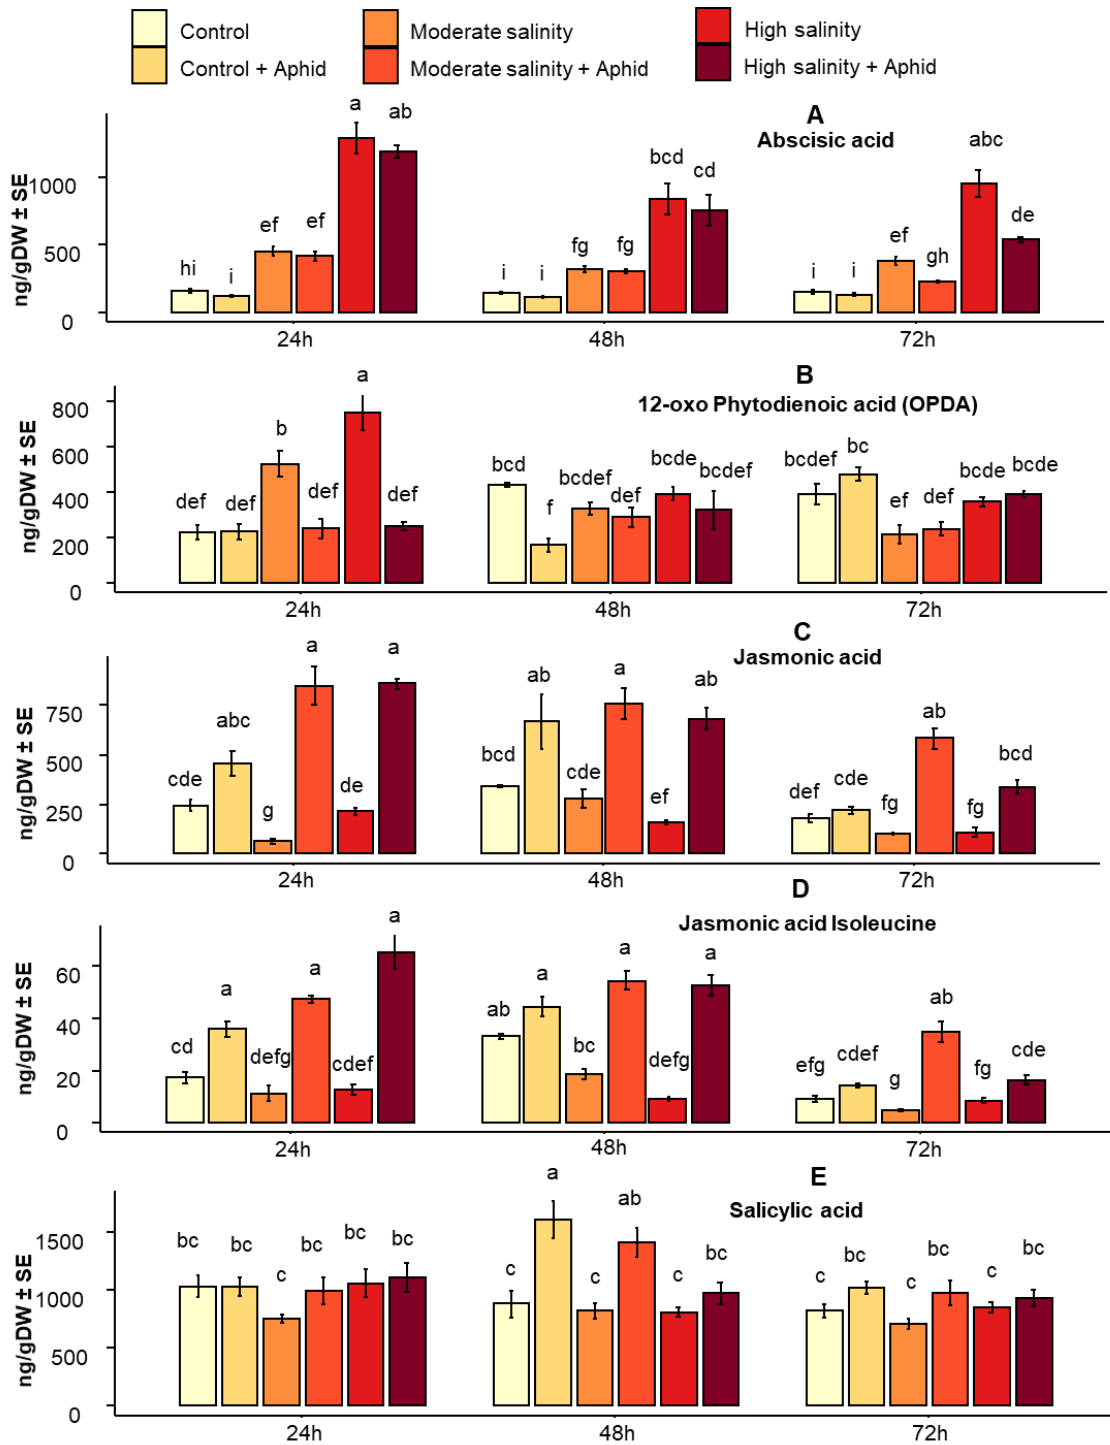 Control
Moderate salinity
High salinity
Control + Aphid
Moderate salinity + Aphid
High salinity + Aphid
A
Abscisic acid
ng/gDW ± SE
1000
500
0
hi i ef ef a ab
i i fg fg bcd cd
i i ef gh abc de
24h 48h 72h
B
12-oxo Phytodienoic acid (OPDA)
ng/gDW ± SE
800
600
400
200
0
def def b def a def
bcd f bcdef def bcde bcdef
bcdef bc ef def bcde bcde
24h 48h 72h
C
Jasmonic acid
ng/gDW ± SE
750
500
250
0
cde abc g a de a
bcd ab cde a ef ab
def cde fg ab fg bcd
24h 48h 72h
D
Jasmonic acid Isoleucine
ng/gDW ± SE
60
40
20
0
cd a defg a cdef a
ab a bc a defg a
efg cdef g ab fg cde
24h 48h 72h
E
Salicylic acid
ng/gDW ± SE
1500
1000
500
0
bc bc c bc bc bc
c a c ab c bc
c bc c bc c bc
24h 48h 72h